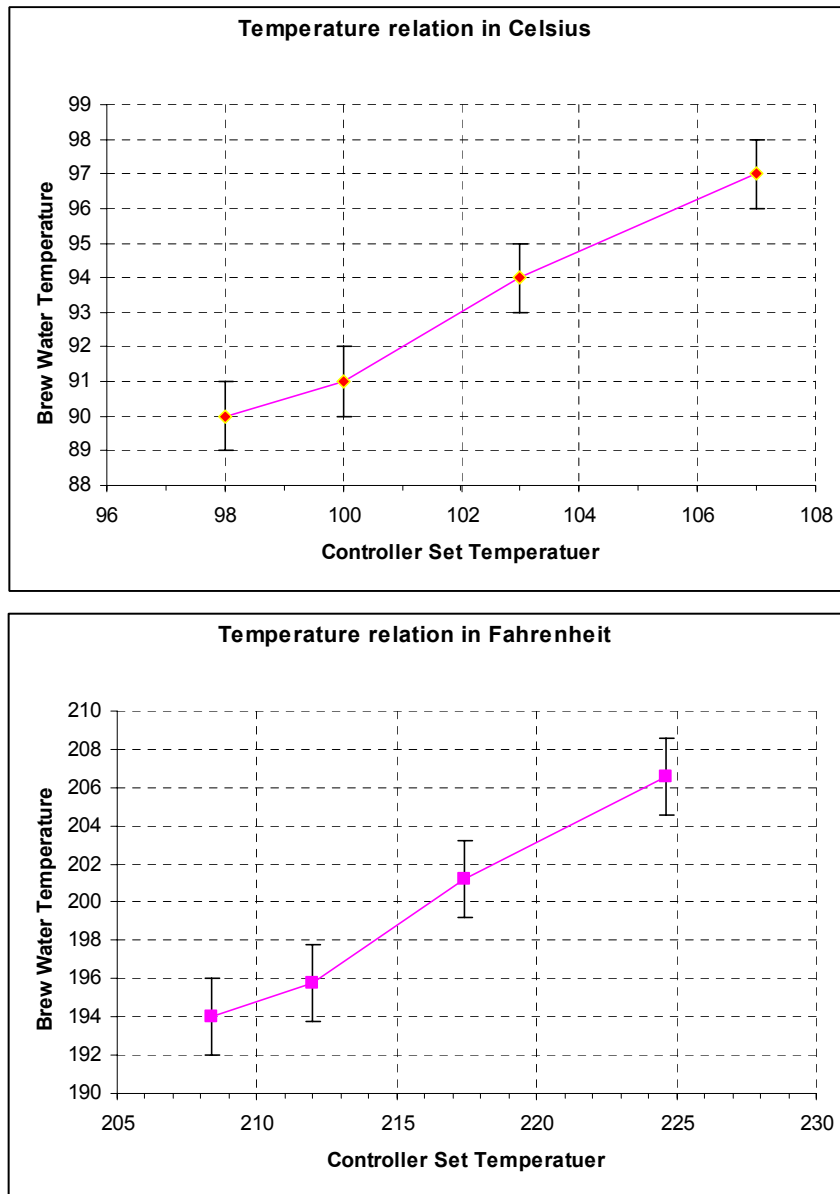 Temperature relation in Celsius
99
98
97
96
95
94
93
92
91
90
89
88
96 98 100 102 104 106 108
Brew Water Temperature
Controller Set Temperatuer
Temperature relation in Fahrenheit
210
208
206
204
202
200
198
196
194
192
190
205 210 215 220 225 230
Brew Water Temperature
Controller Set Temperatuer